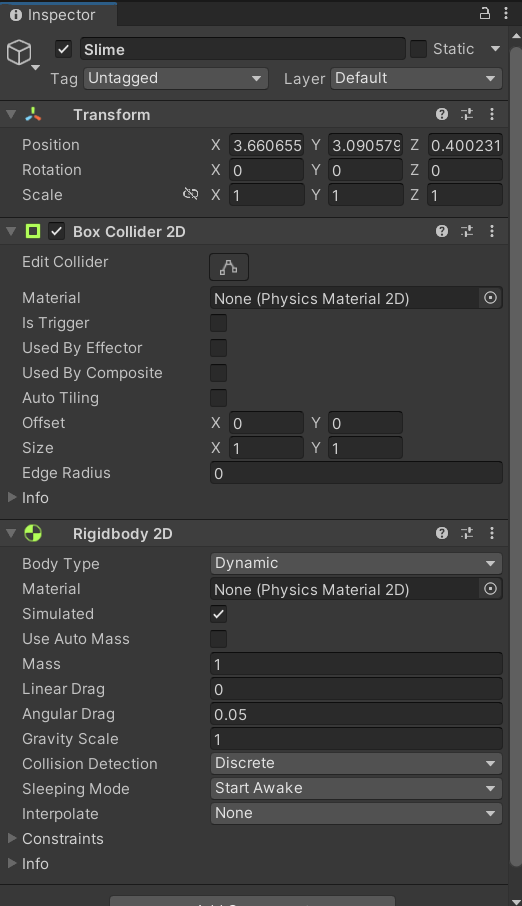 Inspector
Slime Static
Tag Untagged Layer Default
Transform
Position X 3.660655 Y 3.090579 Z 0.400231
Rotation X 0 Y 0 Z 0
Scale X 1 Y 1 Z 1
Box Collider 2D
Edit Collider
Material None (Physics Material 2D)
Is Trigger
Used By Effector
Used By Composite
Auto Tiling
Offset X 0 Y 0
Size X 1 Y 1
Edge Radius 0
Info
Rigidbody 2D
Body Type Dynamic
Material None (Physics Material 2D)
Simulated
Use Auto Mass
Mass 1
Linear Drag 0
Angular Drag 0.05
Gravity Scale 1
Collision Detection Discrete
Sleeping Mode Start Awake
Interpolate None
Constraints
Info